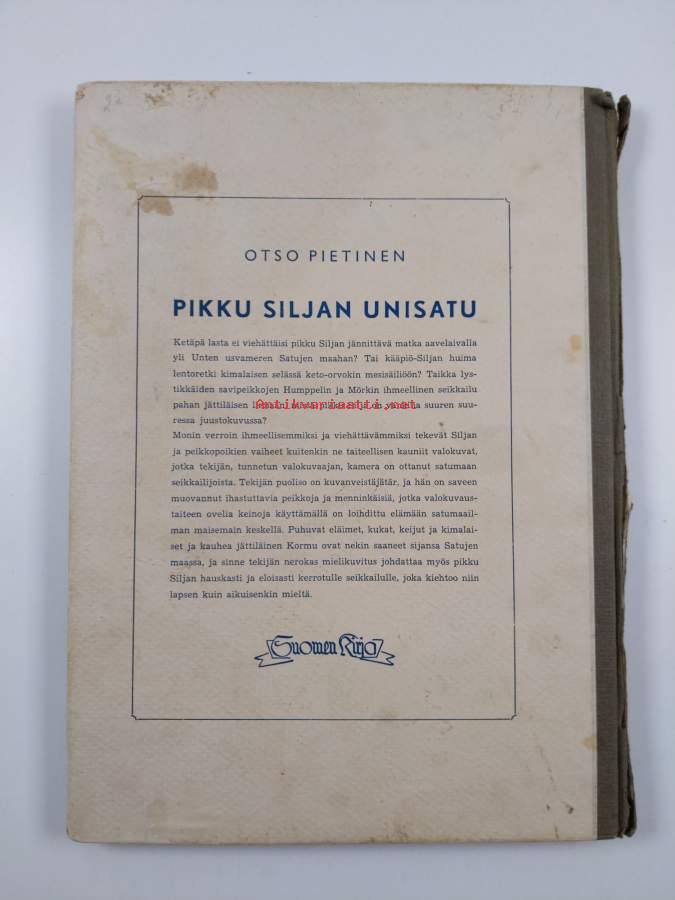 2-
OTSO PIETINEN
PIKKU SILJAN UNISATU
Ketäpä lasta ei viehättäisi pikku Siljan jännittävä matka aavelaivalla
yli Unten usvameren Satujen maahan? Tai kääpiö-Siljan huima
lentoretki kimalaisen selässä keto-orvokin mesisäiliöön? Taikka lys-
tikkäiden savipeikkojen Humppelin ja Mörkin ihmeellinen seikkailu
pahan jättiläisen suuren suu-
Antikvariaatti.net
ressa juustokuvussa?
Monin verroin ihmeellisemmiksi ja viehättävämmiksi tekevät Siljan
ja peikkopoikien vaiheet kuitenkin ne taiteellisen kauniit valokuvat,
jotka tekijän, tunnetun valokuvaajan, kamera on ottanut satumaan
seikkailijoista. Tekijän puoliso on kuvanveistäjätär, ja hän on saveen
muovannut ihastuttavia peikkoja ja menninkäisiä, jotka valokuvaus-
taiteen ovelia keinoja käyttämällä on loihdittu elämään satumaail-
man maisemain keskellä. Puhuvat eläimet, kukat, keijut ja kimalai-
set ja kauhea jättiläinen Kormu ovat nekin saaneet sijansa Satujen
maassa, ja sinne tekijän nerokas mielikuvitus johdattaa myös pikku
Siljan hauskasti ja eloisasti kerrotulle seikkailulle, joka kiehtoo niin
lapsen kuin aikuisenkin mieltä.
Suomen Kirja